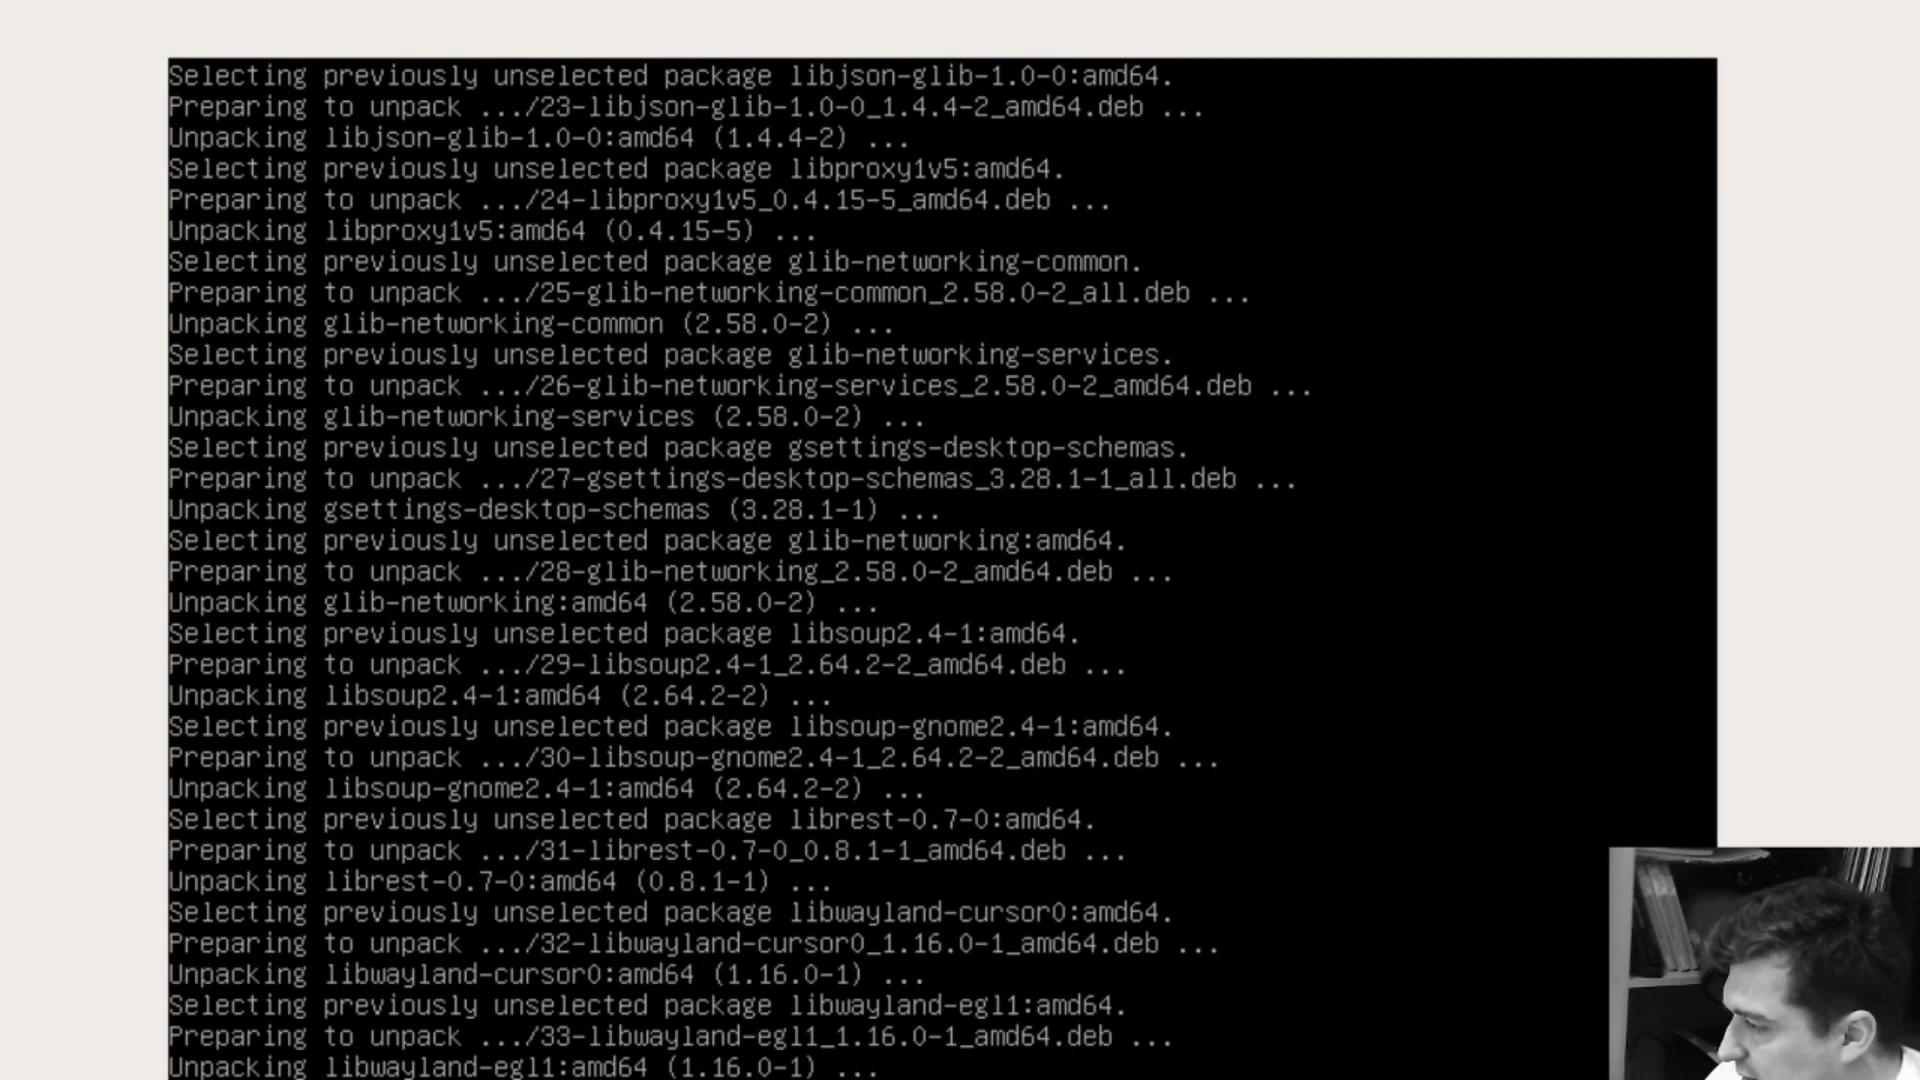 Selecting previously unselected package libjson-glib-1.0-0:amd64.
Preparing to unpack .../23-libjson-glib-1.0-0_1.4.4-2_amd64.deb ...
Unpacking libjson-glib-1.0-0:amd64 (1.4.4-2) ...
Selecting previously unselected package libproxy1v5:amd64.
Preparing to unpack .../24-libproxy1v5_0.4.15-5_amd64.deb ...
Unpacking libproxy1v5:amd64 (0.4.15-5) ...
Selecting previously unselected package glib-networking-common.
Preparing to unpack .../25-glib-networking-common_2.58.0-2_all.deb ...
Unpacking glib-networking-common (2.58.0-2) ...
Selecting previously unselected package glib-networking-services.
Preparing to unpack .../26-glib-networking-services_2.58.0-2_amd64.deb ...
Unpacking glib-networking-services (2.58.0-2) ...
Selecting previously unselected package gsettings-desktop-schemas.
Preparing to unpack .../27-gsettings-desktop-schemas_3.28.1-1_all.deb ...
Unpacking gsettings-desktop-schemas (3.28.1-1) ...
Selecting previously unselected package glib-networking:amd64.
Preparing to unpack .../28-glib-networking_2.58.0-2_amd64.deb ...
Unpacking glib-networking:amd64 (2.58.0-2) ...
Selecting previously unselected package libsoup2.4-1:amd64.
Preparing to unpack .../29-libsoup2.4-1_2.64.2-2_amd64.deb ...
Unpacking libsoup2.4-1:amd64 (2.64.2-2) ...
Selecting previously unselected package libsoup-gnome2.4-1:amd64.
Preparing to unpack .../30-libsoup-gnome2.4-1_2.64.2-2_amd64.deb ...
Unpacking libsoup-gnome2.4-1:amd64 (2.64.2-2) ...
Selecting previously unselected package librest-0.7-0:amd64.
Preparing to unpack .../31-librest-0.7-0_0.8.1-1_amd64.deb ...
Unpacking librest-0.7-0:amd64 (0.8.1-1) ...
Selecting previously unselected package libwayland-cursor0:amd64.
Preparing to unpack .../32-libwayland-cursor0_1.16.0-1_amd64.deb ...
Unpacking libwayland-cursor0:amd64 (1.16.0-1) ...
Selecting previously unselected package libwayland-egl1:amd64.
Preparing to unpack .../33-libwayland-egl1_1.16.0-1_amd64.deb ...
Unpacking libwayland-egl1:amd64 (1.16.0-1) ...